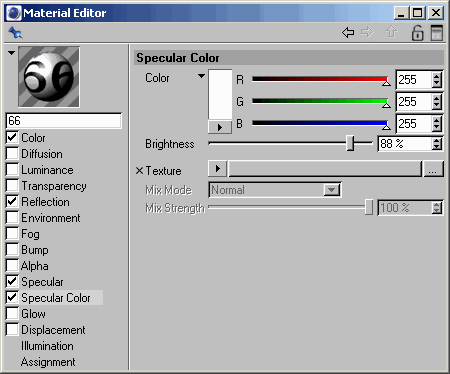 Material Editor
Specular Color
Color
R
255
G
255
B
255
Brightness
88 %
Texture
...
Mix Mode
Normal
Mix Strength
100 %
66
Color
Diffusion
Luminance
Transparency
Reflection
Environment
Fog
Bump
Alpha
Specular
Specular Color
Glow
Displacement
Illumination
Assignment